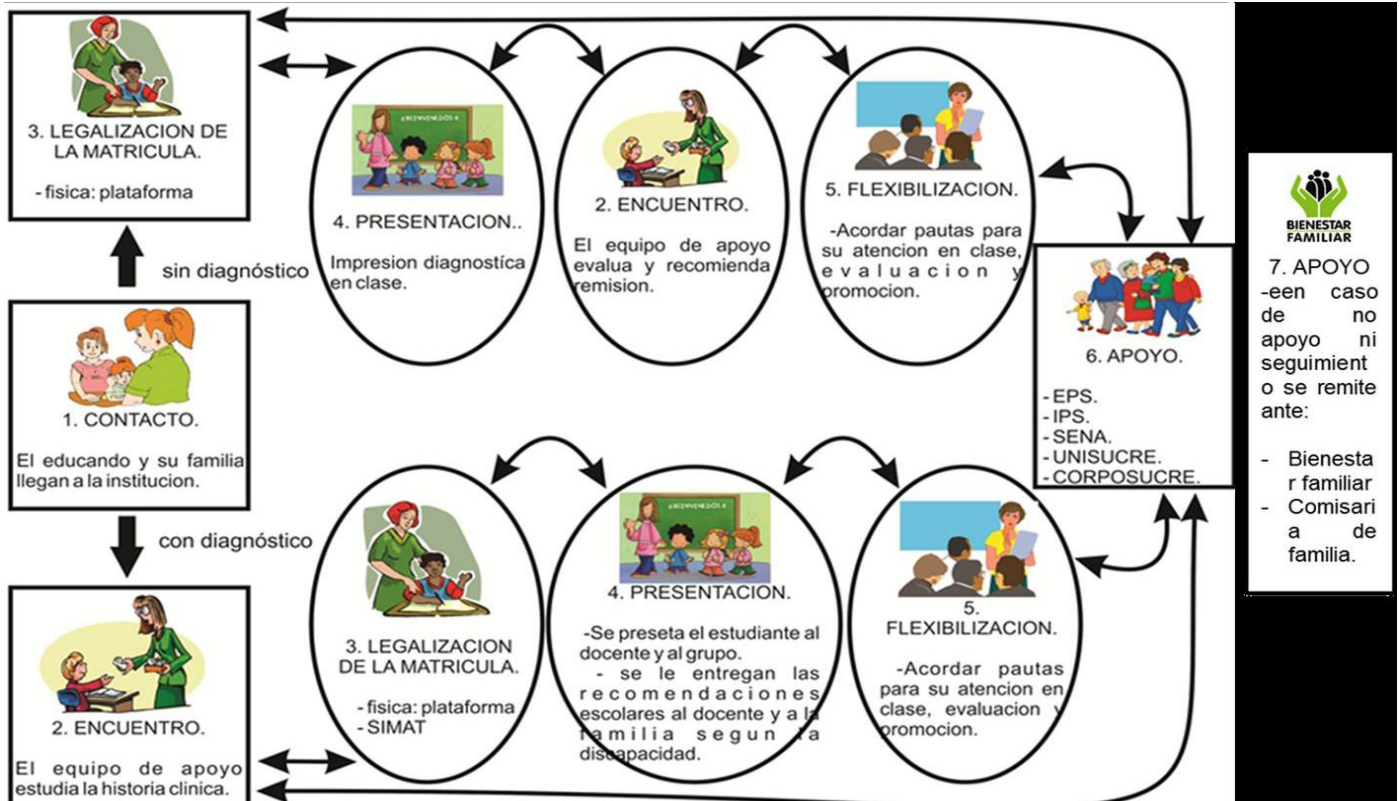 3. LEGALIZACION DE
LA MATRICULA.
- fisica: plataforma
sin diagnóstico
1. CONTACTO.
El educando y su familia
llegan a la institucion.
con diagnóstico
2. ENCUENTRO.
El equipo de apoyo
estudia la historia clinica.
¡BIENVENIDOS!
4. PRESENTACION..
Impresion diagnostíca
en clase.
2. ENCUENTRO.
El equipo de apoyo
evalua y recomienda
remision.
5. FLEXIBILIZACION.
-Acordar pautas para
su atencion en clase,
evaluacion y
promocion.
3. LEGALIZACION
DE LA MATRICULA.
- fisica: plataforma
- SIMAT
¡BIENVENIDOS!
4. PRESENTACION.
-Se preseta el estudiante al
docente y al grupo.
- se le entregan las
recomendaciones
escolares al docente y a la
familia segun la
discapacidad.
5.
FLEXIBILIZACION.
-Acordar pautas
para su atencion en
clase, evaluacion y
promocion.
6. APOYO.
- EPS.
- IPS.
- SENA.
- UNISUCRE.
- CORPOSUCRE.
BIENESTAR
FAMILIAR
7. APOYO
-een caso
de no
apoyo ni
seguimient
o se remite
ante:
- Bienesta
r familiar
- Comisari
a de
familia.